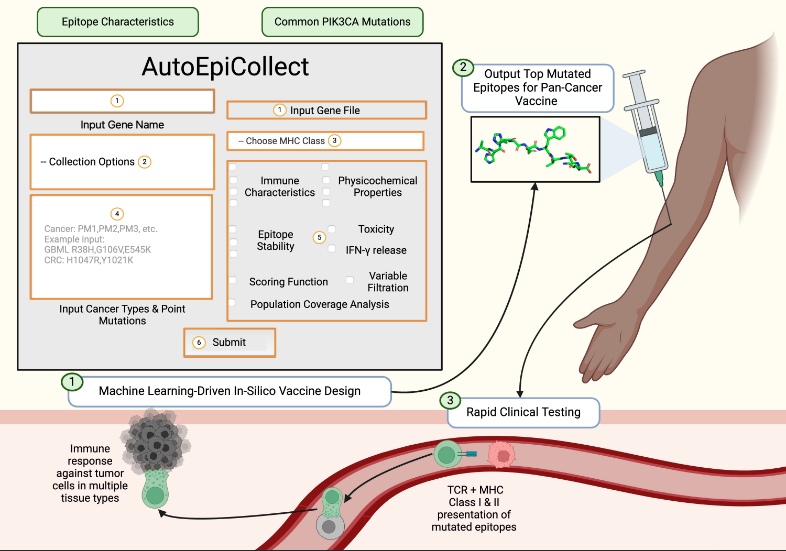 Epitope Characteristics
Common PIK3CA Mutations
AutoEpiCollect
1
Input Gene Name
1 Input Gene File
-- Collection Options 2
-- Choose MHC Class 3
4
Cancer: PM1,PM2,PM3, etc.
Example input:
GBML R38H,G106V,E545K
CRC: H1047R,Y1021K
Input Cancer Types & Point
Mutations
Immune
Characteristics
Physicochemical
Properties
Epitope
Stability
5
Toxicity
IFN-γ release
Scoring Function
Variable
Filtration
Population Coverage Analysis
6 Submit
1
Machine Learning-Driven In-Silico Vaccine Design
2
Output Top Mutated
Epitopes for Pan-Cancer
Vaccine
3
Rapid Clinical Testing
Immune
response
against tumor
cells in multiple
tissue types
TCR + MHC
Class I & II
presentation of
mutated epitopes